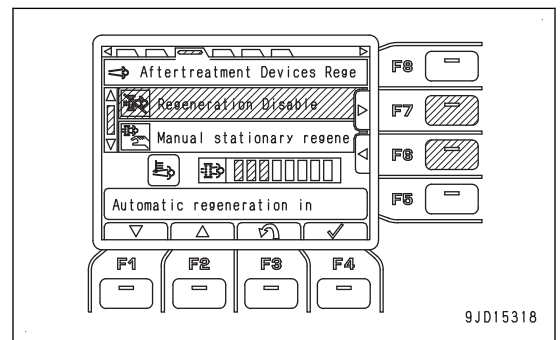 Aftertreatment Devices Rege
Regeneration Disable
Manual stationary regene
Automatic regeneration in
F8
F7
F6
F5
F1 F2 F3 F4
9JD15318